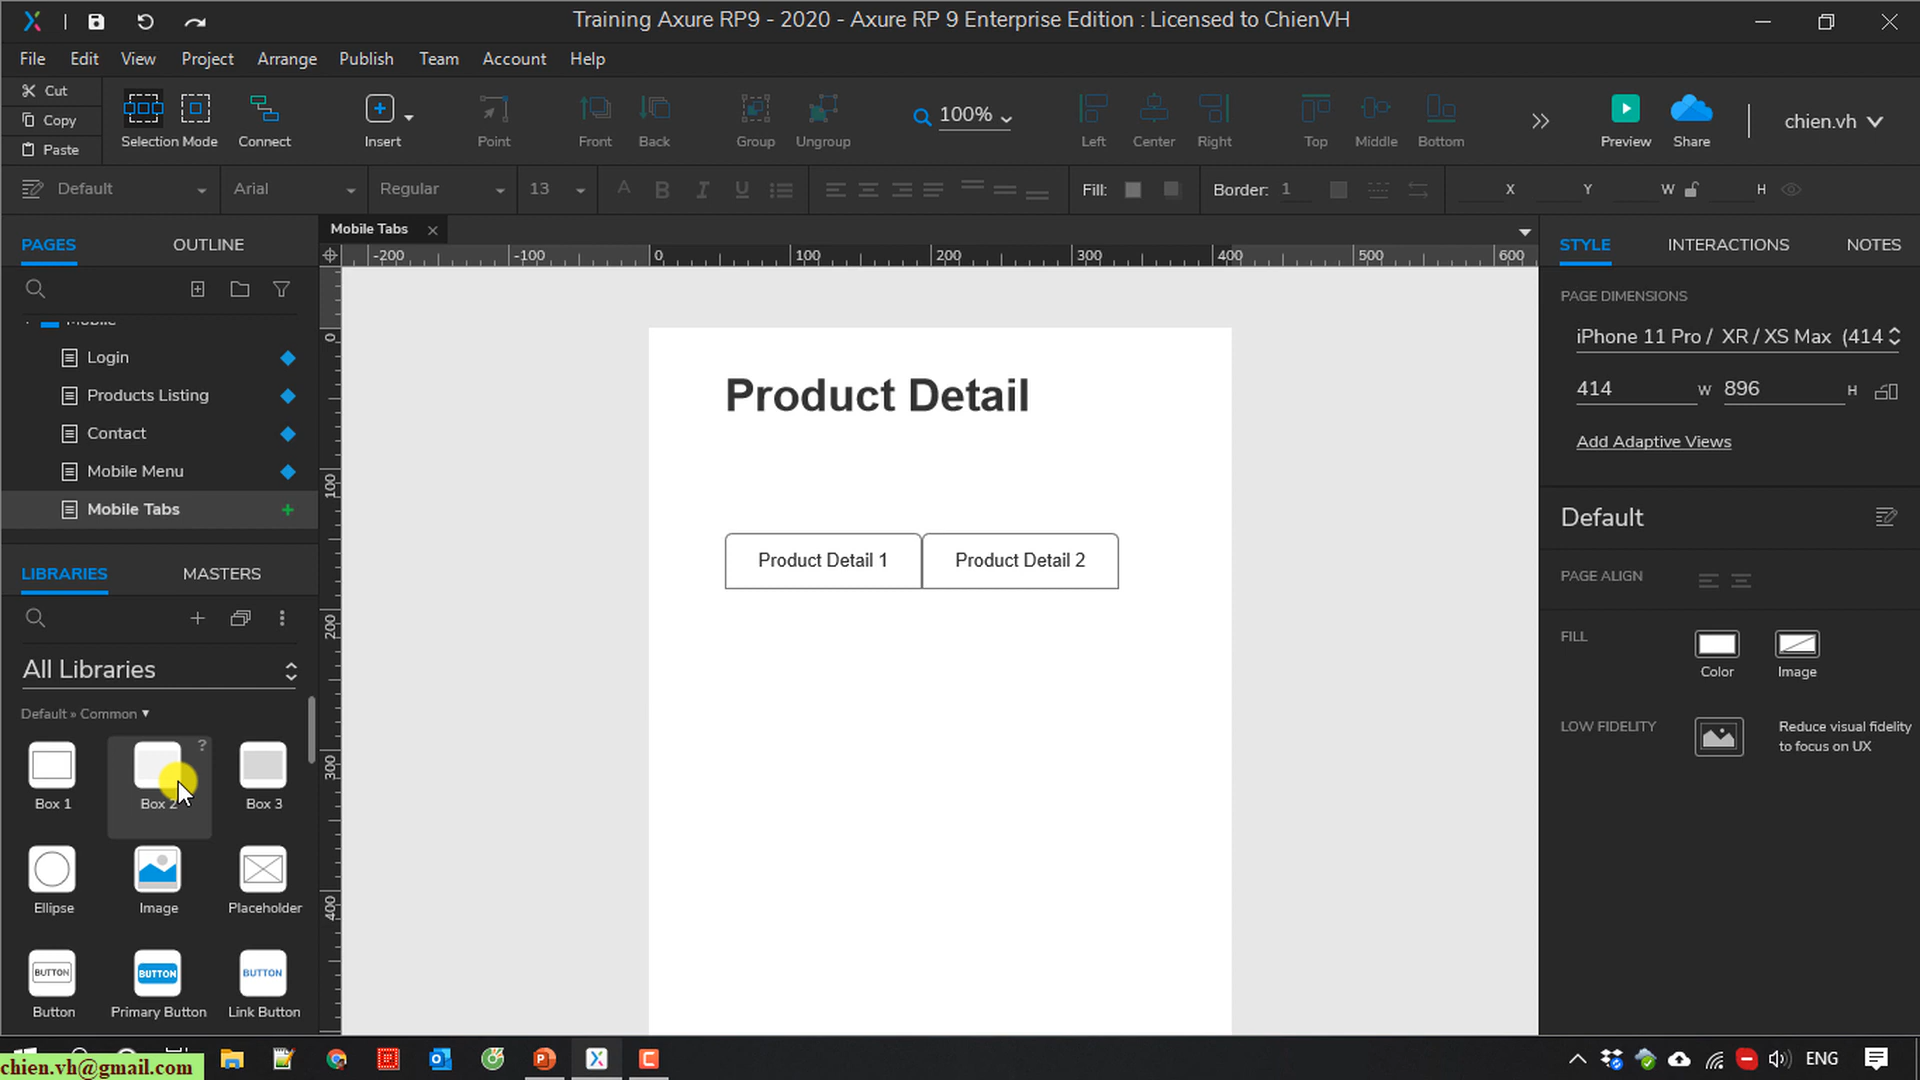 Training Axure RP9 - 2020 - Axure RP 9 Enterprise Edition : Licensed to ChienVH
File Edit View Project Arrange Publish Team Account Help
Cut
Copy
Paste
Selection Mode Connect Insert Point Front Back Group Ungroup 100% Left Center Right Top Middle Bottom Preview Share chien.vh
Default Arial Regular 13 Fill: Border: 1 X Y W H
PAGES OUTLINE
Mobile Tabs
STYLE INTERACTIONS NOTES
-200 -100 0 100 200 300 400 500 600
Mobile
Login
Products Listing
Contact
Mobile Menu
Mobile Tabs
LIBRARIES MASTERS
All Libraries
Default » Common
?
Box 1 Box 2 Box 3
Ellipse Image Placeholder
BUTTON BUTTON BUTTON
Button Primary Button Link Button
0
100
200
300
400
Product Detail
Product Detail 1 Product Detail 2
PAGE DIMENSIONS
iPhone 11 Pro / XR / XS Max (414
414 W 896 H
Add Adaptive Views
Default
PAGE ALIGN
FILL
Color Image
LOW FIDELITY
Reduce visual fidelity
to focus on UX
chien.vh@gmail.com
ENG